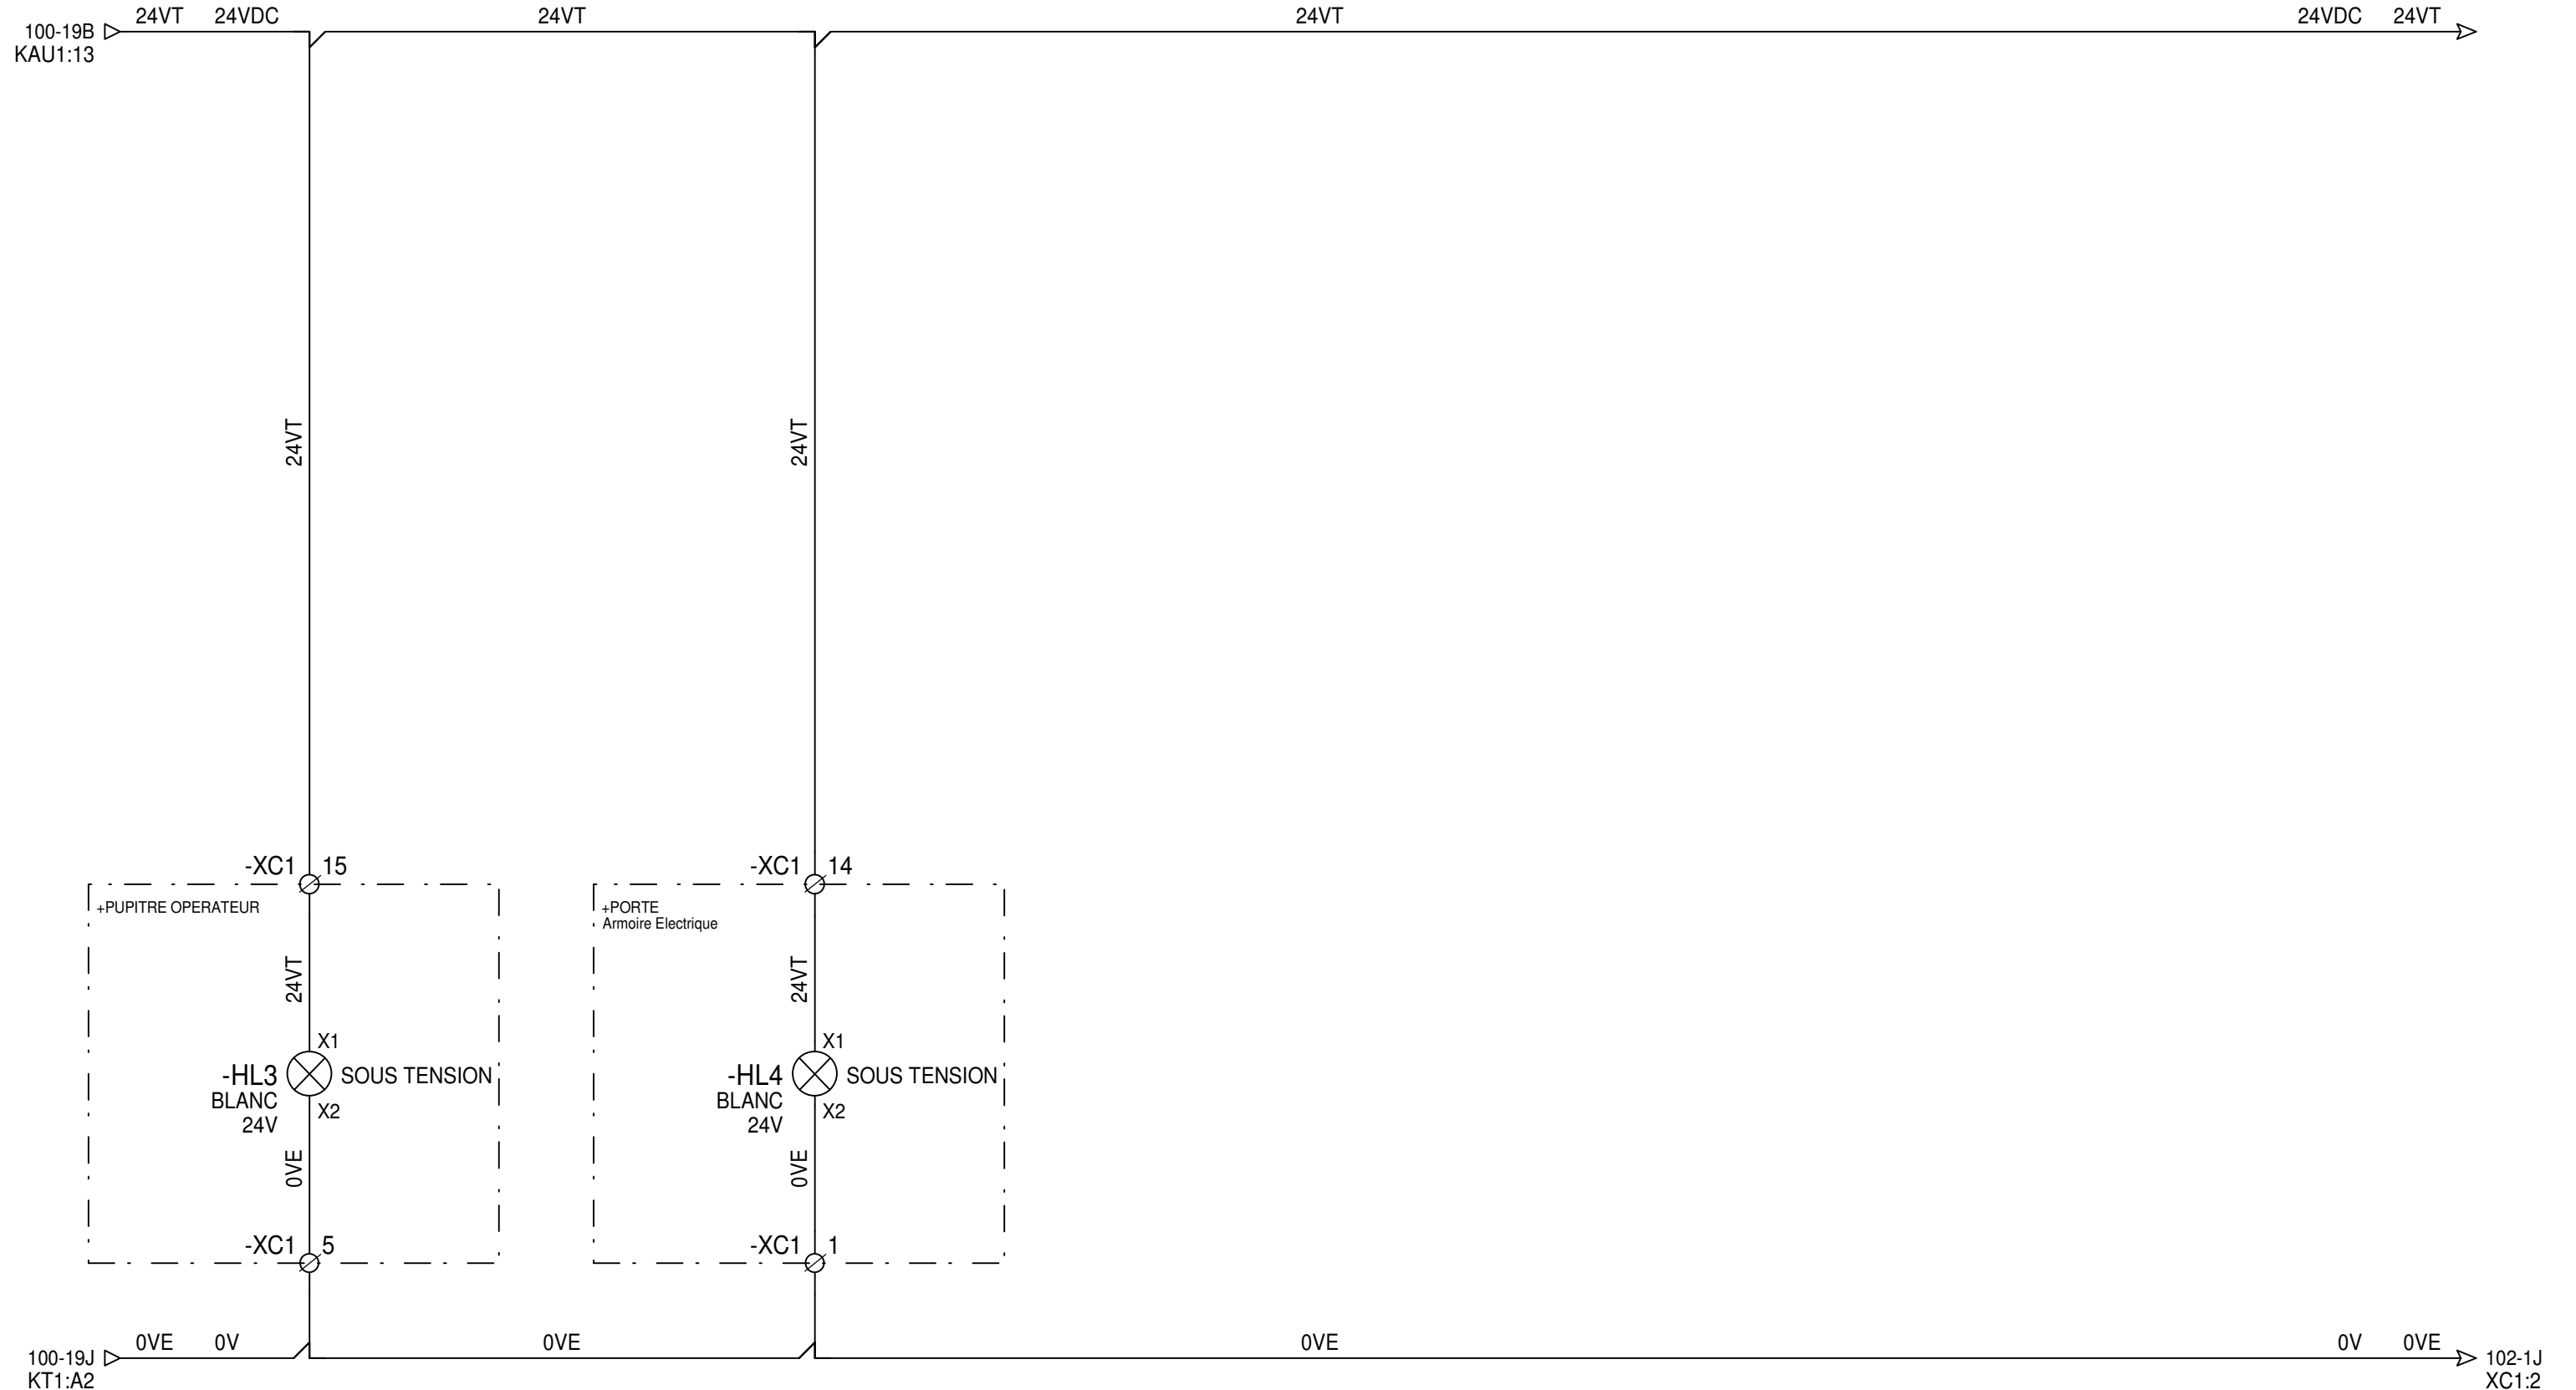 24VT 24VDC 24VT 24VT 24VDC 24VT
100-19B
KAU1:13
24VT 24VT
-XC1 15 -XC1 14
+PUPITRE OPERATEUR +PORTE
Armoire Electrique
24VT 24VT
X1 X1
-HL3 SOUS TENSION -HL4 SOUS TENSION
BLANC BLANC
X2 X2
24V 24V
0VE 0VE
-XC1 5 -XC1 1
0VE 0V 0VE 0VE 0V 0VE
100-19J 102-1J
KT1:A2 XC1:2